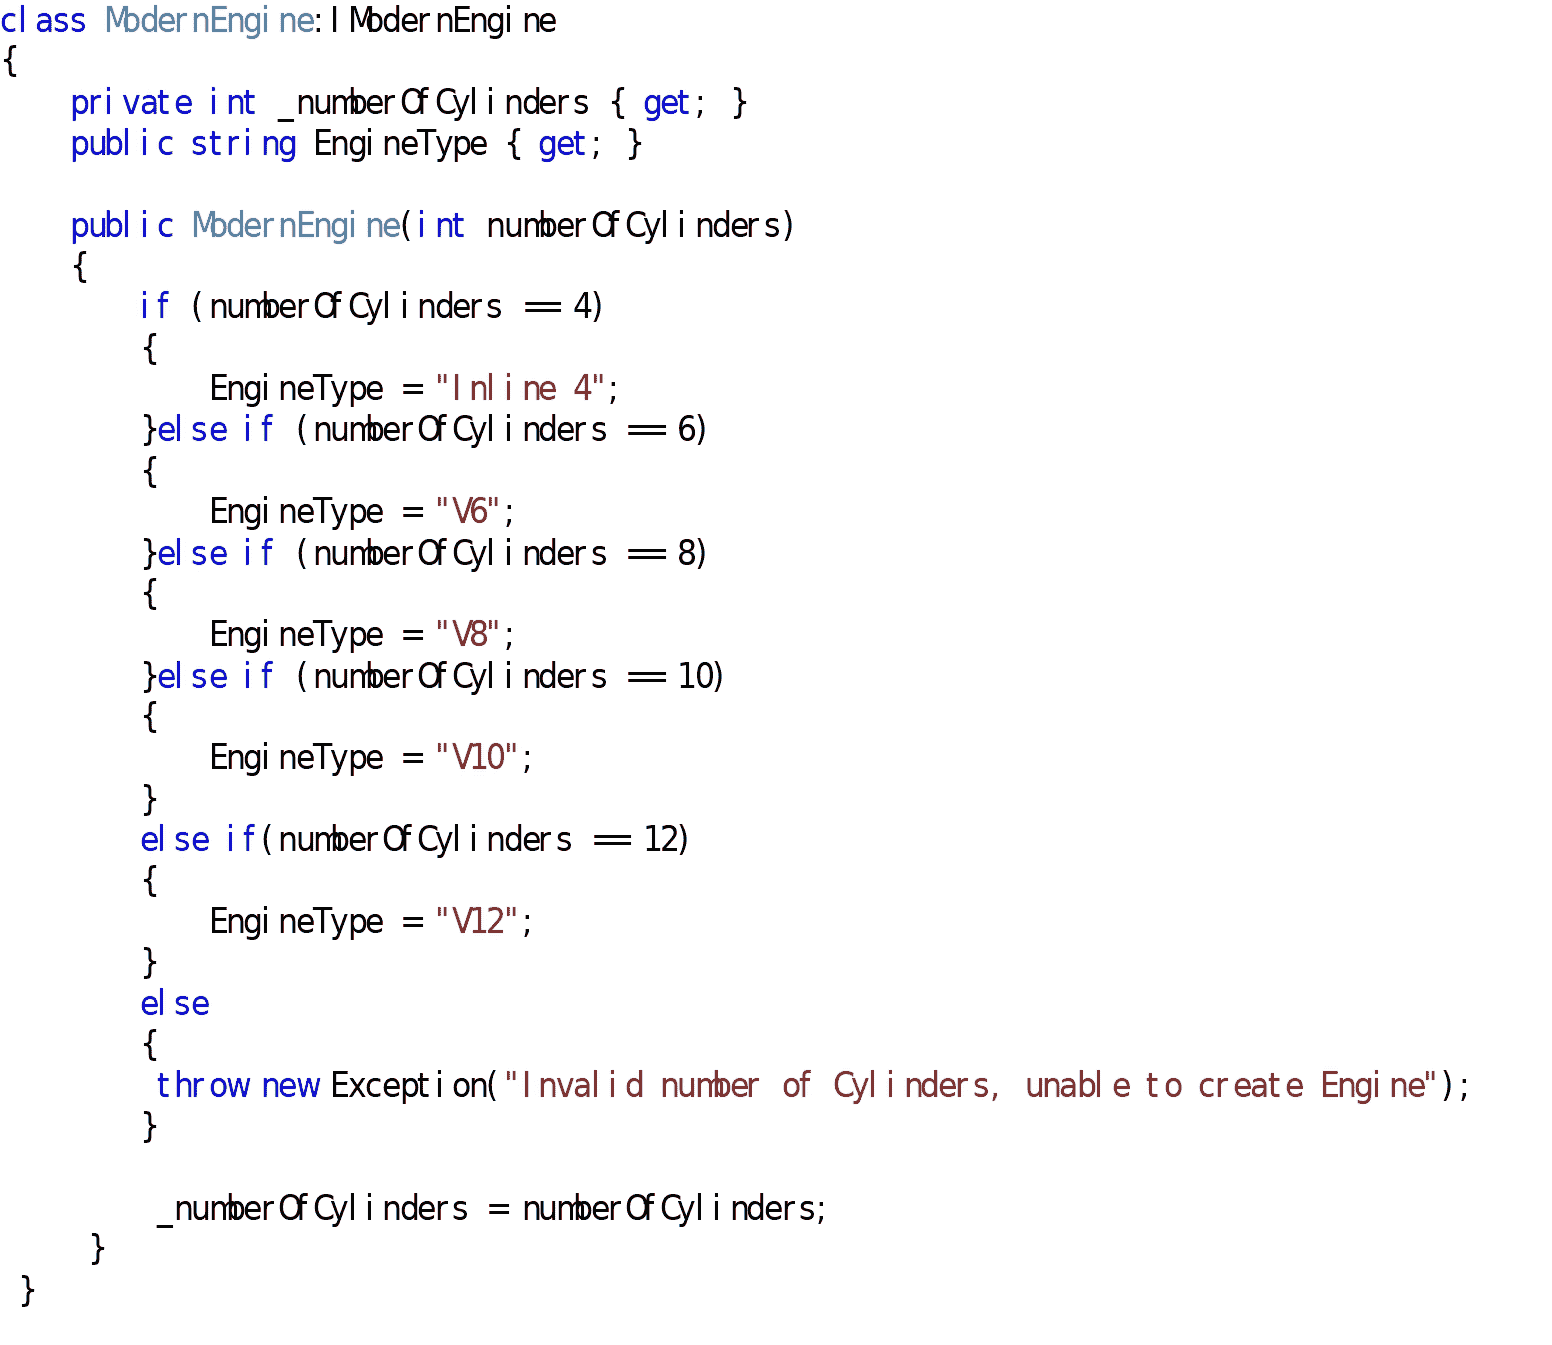 class ModernEngine:IModernEngine
{
    private int _numberOfCylinders { get; }
    public string EngineType { get; }

    public ModernEngine(int numberOfCylinders)
    {
        if (numberOfCylinders == 4)
        {
            EngineType = "Inline 4";
        }else if (numberOfCylinders == 6)
        {
            EngineType = "V6";
        }else if (numberOfCylinders == 8)
        {
            EngineType = "V8";
        }else if (numberOfCylinders == 10)
        {
            EngineType = "V10";
        }
        else if(numberOfCylinders == 12)
        {
            EngineType = "V12";
        }
        else
        {
         throw new Exception("Invalid number of Cylinders, unable to create Engine");
        }

         _numberOfCylinders = numberOfCylinders;
     }
 }